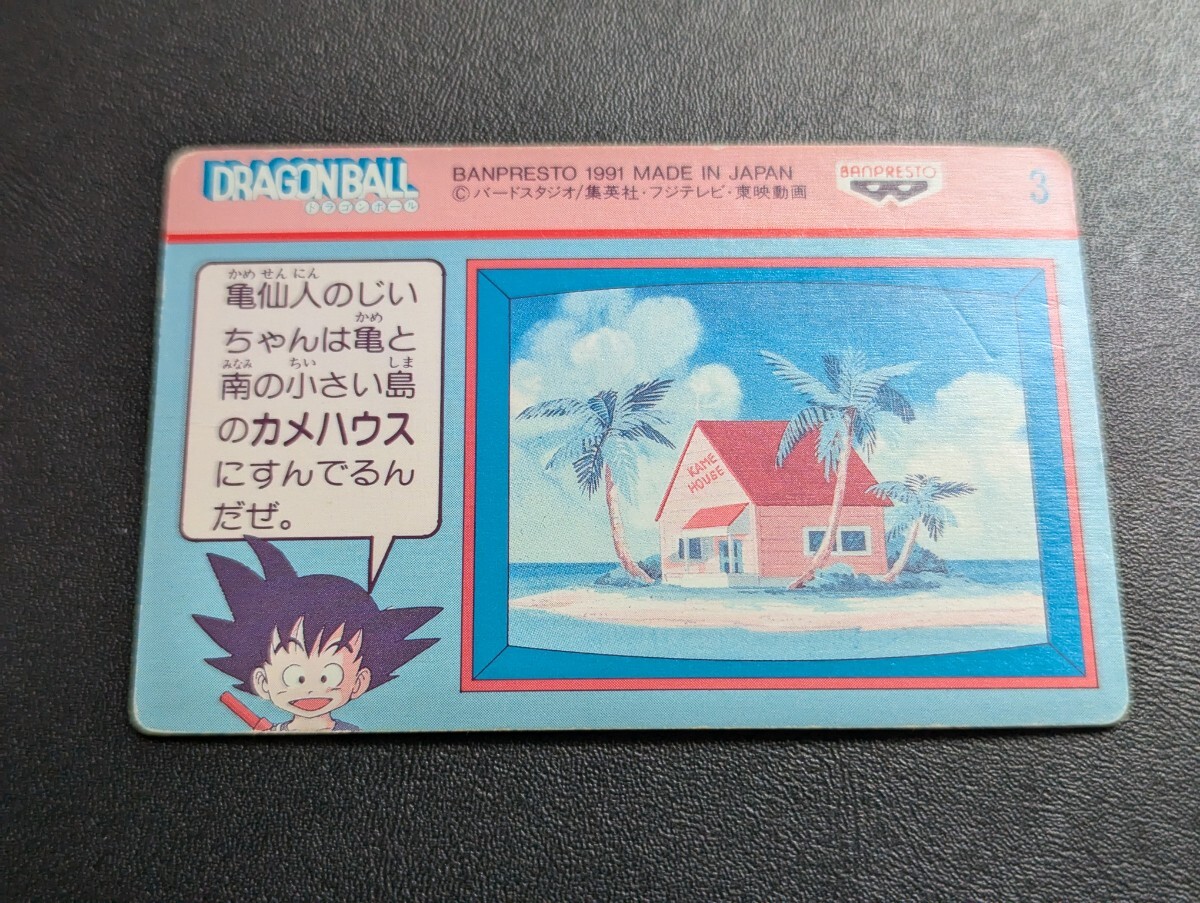 DRAGONBALL
ドラゴンボール
BANPRESTO 1991 MADE IN JAPAN
©バードスタジオ/集英社・フジテレビ・東映動画
BANPRESTO
3
かめせんにん
亀仙人のじい
かめ
ちゃんは亀と
みなみ ちい しま
南の小さい島
のカメハウス
にすんでるん
だぜ。
KAME
HOUSE